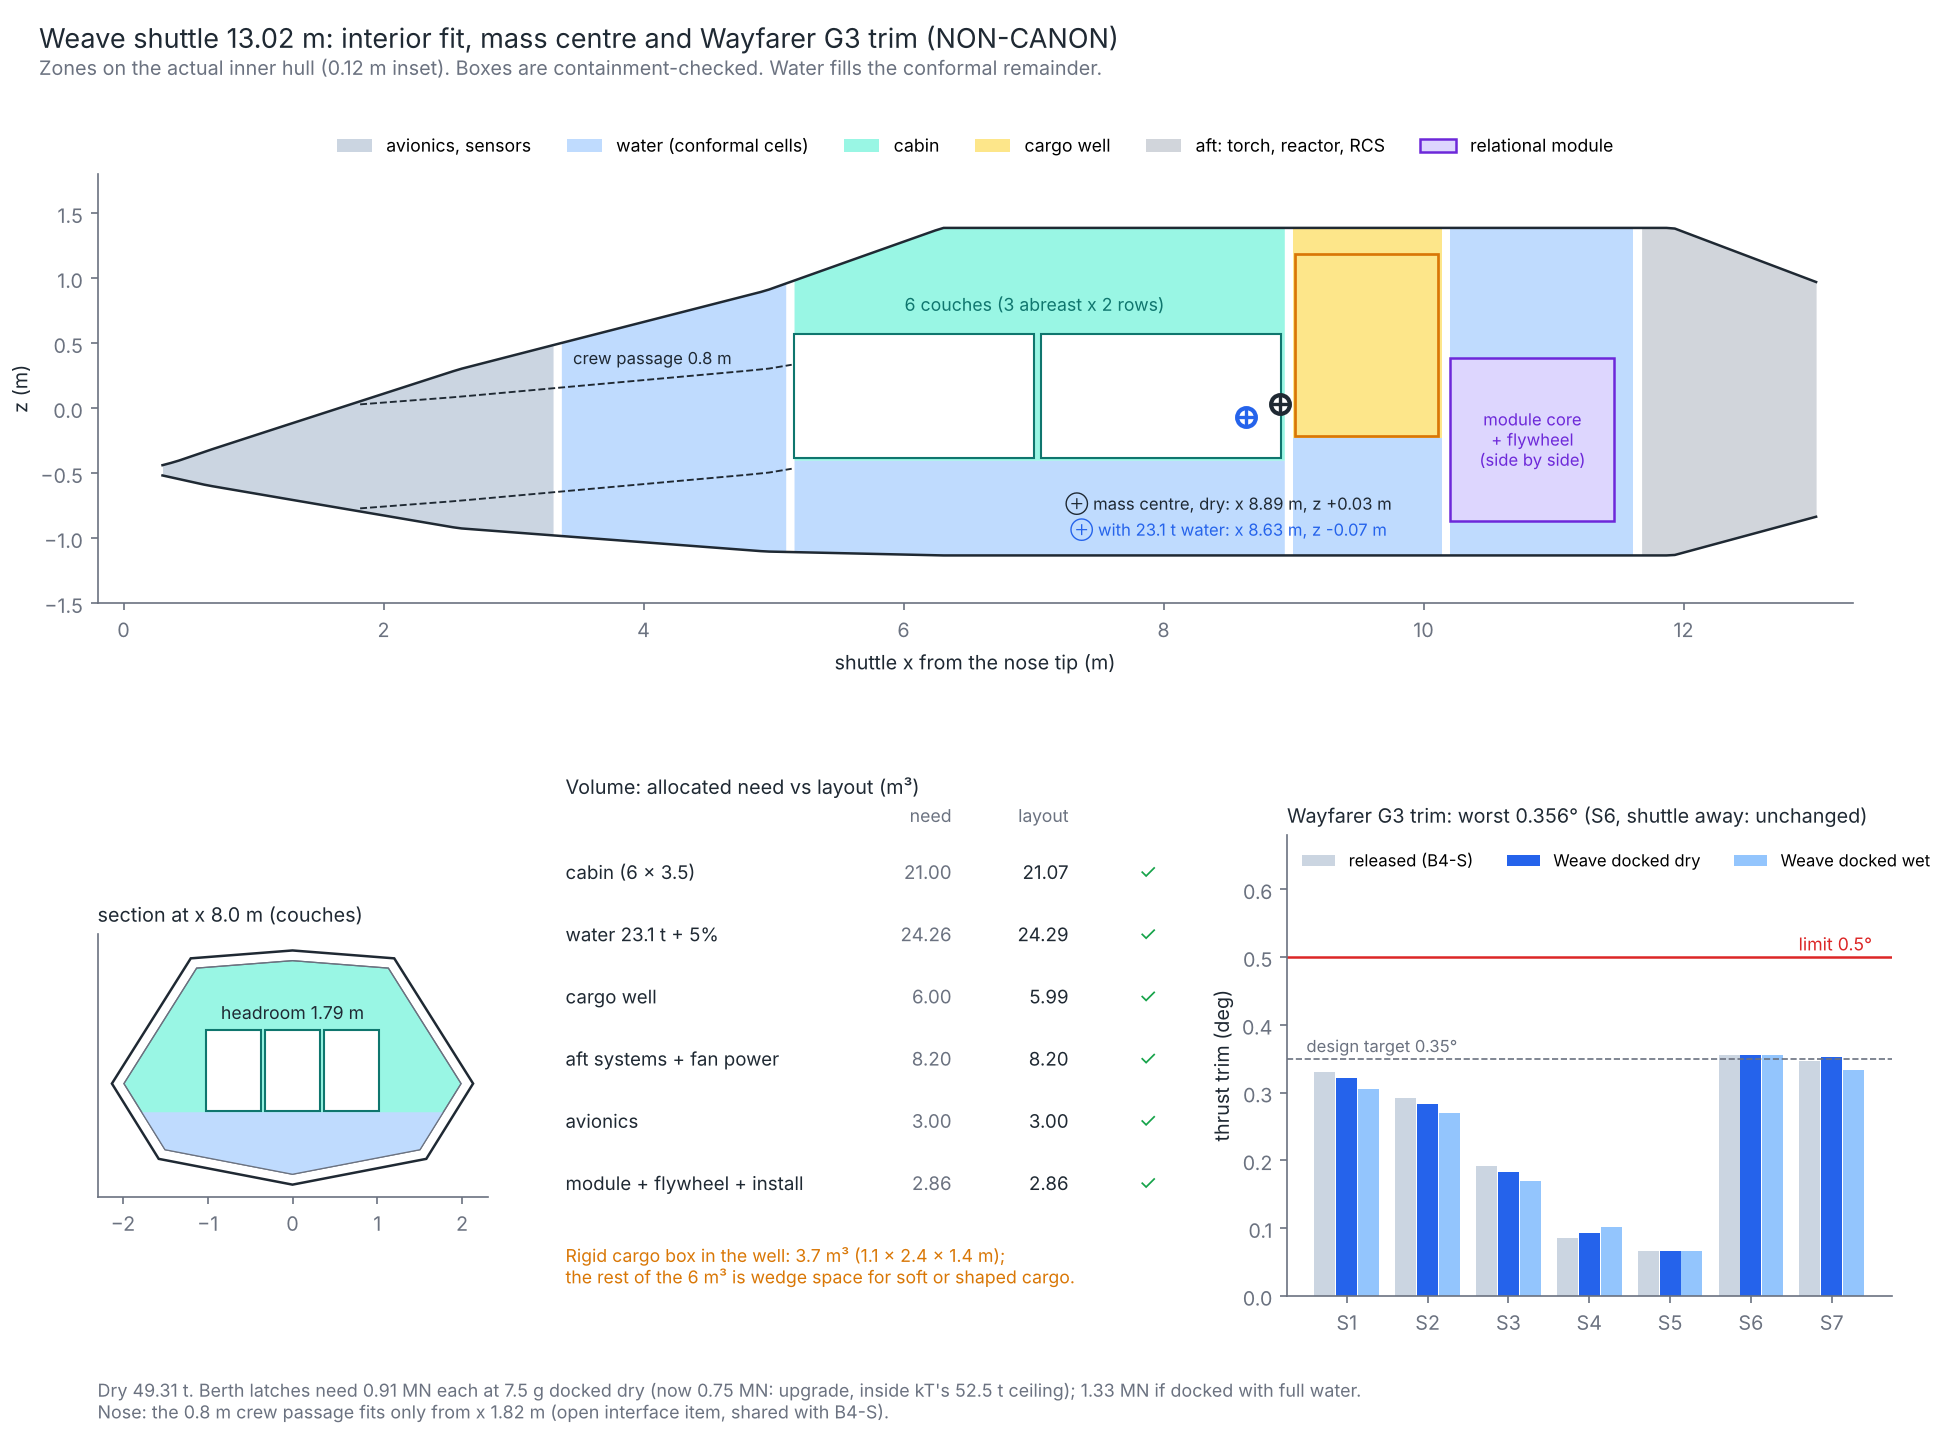 Weave shuttle 13.02 m: interior fit, mass centre and Wayfarer G3 trim (NON-CANON)
Zones on the actual inner hull (0.12 m inset). Boxes are containment-checked. Water fills the conformal remainder.
avionics, sensors water (conformal cells) cabin cargo well aft: torch, reactor, RCS relational module
1.5
1.0
0.5
0.0
−0.5
−1.0
−1.5
z (m)
6 couches (3 abreast x 2 rows)
crew passage 0.8 m
module core
+ flywheel
(side by side)
mass centre, dry: x 8.89 m, z +0.03 m
with 23.1 t water: x 8.63 m, z -0.07 m
0 2 4 6 8 10 12
shuttle x from the nose tip (m)
section at x 8.0 m (couches)
headroom 1.79 m
−2 −1 0 1 2
Volume: allocated need vs layout (m³)
need layout
cabin (6 × 3.5) 21.00 21.07 ✓
water 23.1 t + 5% 24.26 24.29 ✓
cargo well 6.00 5.99 ✓
aft systems + fan power 8.20 8.20 ✓
avionics 3.00 3.00 ✓
module + flywheel + install 2.86 2.86 ✓
Rigid cargo box in the well: 3.7 m³ (1.1 × 2.4 × 1.4 m);
the rest of the 6 m³ is wedge space for soft or shaped cargo.
Wayfarer G3 trim: worst 0.356° (S6, shuttle away: unchanged)
released (B4-S) Weave docked dry Weave docked wet
0.6
0.5
0.4
0.3
0.2
0.1
0.0
thrust trim (deg)
limit 0.5°
design target 0.35°
S1 S2 S3 S4 S5 S6 S7
Dry 49.31 t. Berth latches need 0.91 MN each at 7.5 g docked dry (now 0.75 MN: upgrade, inside kT's 52.5 t ceiling); 1.33 MN if docked with full water.
Nose: the 0.8 m crew passage fits only from x 1.82 m (open interface item, shared with B4-S).